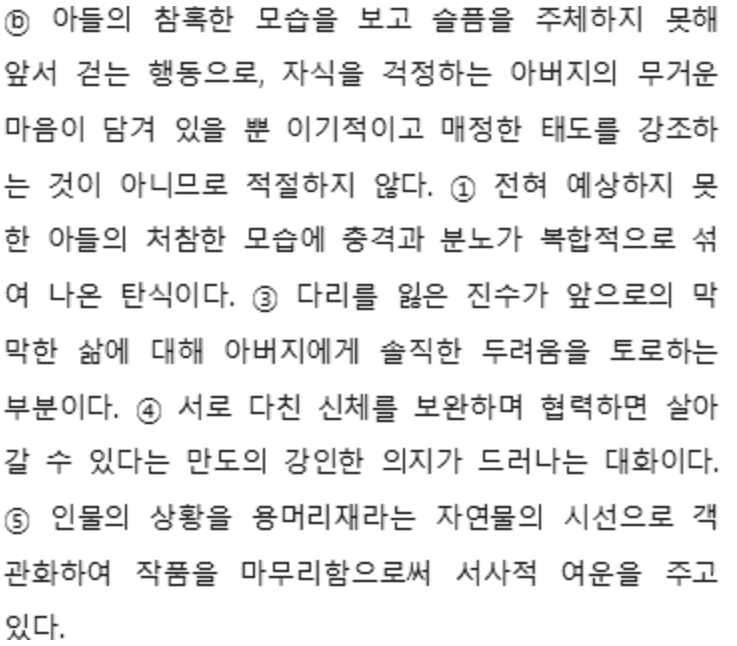 ⓑ 아들의 참혹한 모습을 보고 슬픔을 주체하지 못해
앞서 걷는 행동으로, 자식을 걱정하는 아버지의 무거운
마음이 담겨 있을 뿐 이기적이고 매정한 태도를 강조하
는 것이 아니므로 적절하지 않다. ① 전혀 예상하지 못
한 아들의 처참한 모습에 충격과 분노가 복합적으로 섞
여 나온 탄식이다. ③ 다리를 잃은 진수가 앞으로의 막
막한 삶에 대해 아버지에게 솔직한 두려움을 토로하는
부분이다. ④ 서로 다친 신체를 보완하며 협력하면 살아
갈 수 있다는 만도의 강인한 의지가 드러나는 대화이다.
⑤ 인물의 상황을 용머리재라는 자연물의 시선으로 객
관화하여 작품을 마무리함으로써 서사적 여운을 주고
있다.